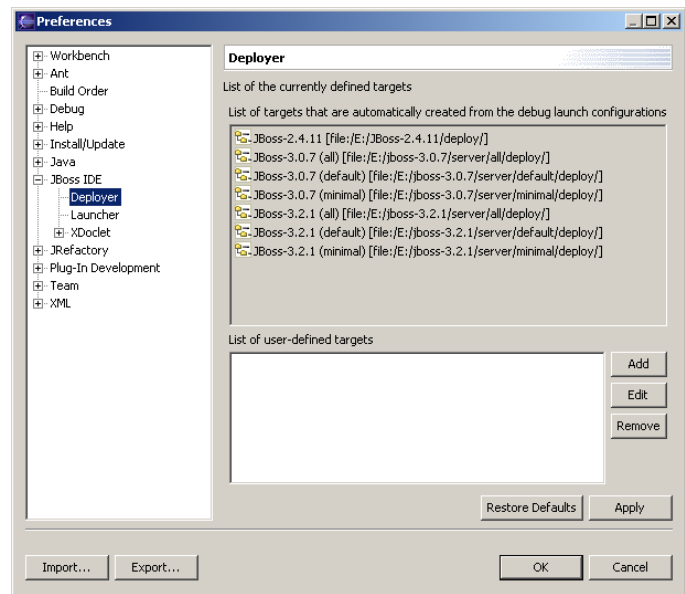 Preferences
Workbench
Ant
Build Order
Debug
Help
Install/Update
Java
JBoss IDE
Deployer
Launcher
XDoclet
JRefactory
Plug-In Development
Team
XML
Deployer
List of the currently defined targets
List of targets that are automatically created from the debug launch configurations
JBoss-2.4.11 [file:/E:/JBoss-2.4.11/deploy/]
JBoss-3.0.7 (all) [file:/E:/jboss-3.0.7/server/all/deploy/]
JBoss-3.0.7 (default) [file:/E:/jboss-3.0.7/server/default/deploy/]
JBoss-3.0.7 (minimal) [file:/E:/jboss-3.0.7/server/minimal/deploy/]
JBoss-3.2.1 (all) [file:/E:/jboss-3.2.1/server/all/deploy/]
JBoss-3.2.1 (default) [file:/E:/jboss-3.2.1/server/default/deploy/]
JBoss-3.2.1 (minimal) [file:/E:/jboss-3.2.1/server/minimal/deploy/]
List of user-defined targets
Add
Edit
Remove
Restore Defaults
Apply
Import...
Export...
OK
Cancel